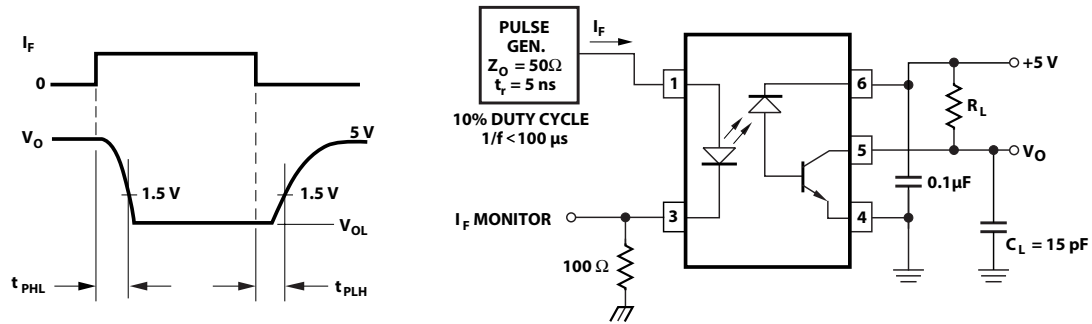 I_F
0
V_O
5 V
1.5 V
1.5 V
V_OL
t_PHL
t_PLH
PULSE
GEN.
Z_O = 50Ω
t_r = 5 ns
I_F
10% DUTY CYCLE
1/f < 100 µs
1
6
+5 V
R_L
5
V_O
0.1µF
I_F MONITOR
3
4
100 Ω
C_L = 15 pF